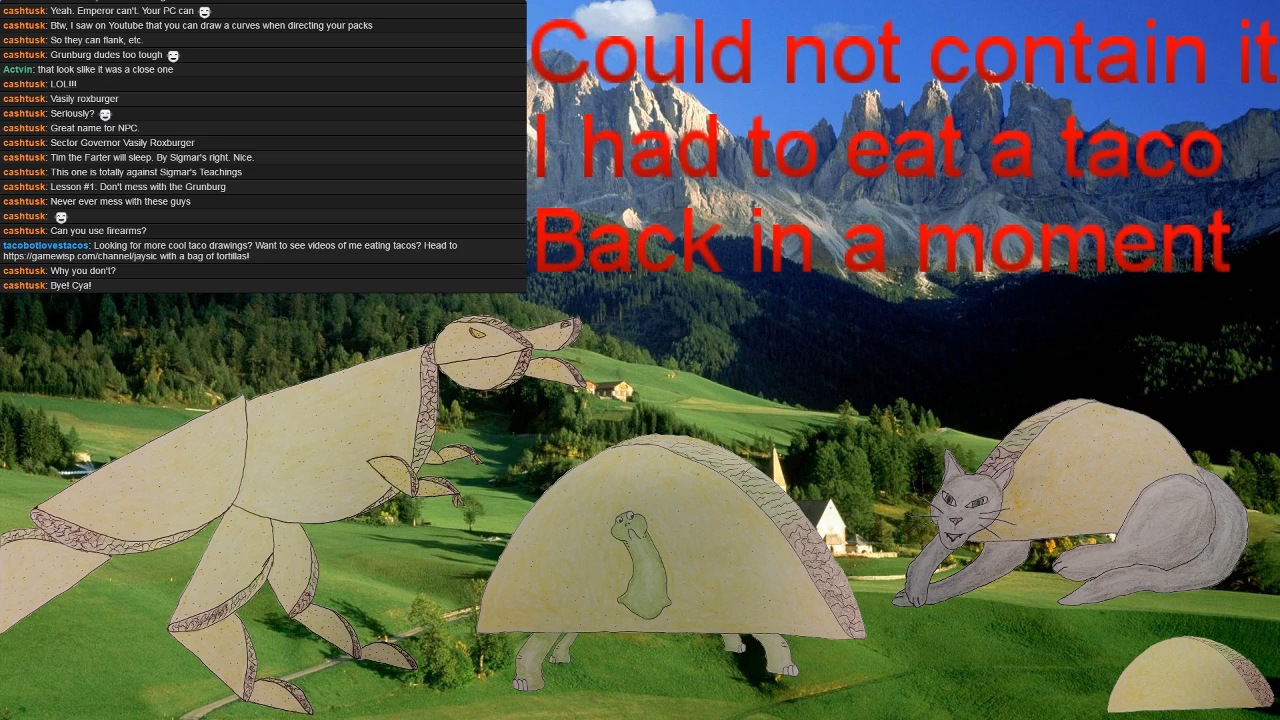 cashtusk: Yeah. Emperor can't. Your PC can
cashtusk: Btw, I saw on Youtube that you can draw a curves when directing your packs
cashtusk: So they can flank, etc.
cashtusk: Grunburg dudes too tough
Actvin: that look slike it was a close one
cashtusk: LOL!!!
cashtusk: Vasily roxburger
cashtusk: Seriously?
cashtusk: Great name for NPC.
cashtusk: Sector Governor Vasily Roxburger
cashtusk: Tim the Farter will sleep. By Sigmar's right. Nice.
cashtusk: This one is totally against Sigmar's Teachings
cashtusk: Lesson #1: Don't mess with the Grunburg
cashtusk: Never ever mess with these guys
cashtusk:
cashtusk: Can you use firearms?
tacobotlovestacos: Looking for more cool taco drawings? Want to see videos of me eating tacos? Head to
https://gamewisp.com/channel/jaysic with a bag of tortillas!
cashtusk: Why you don't?
cashtusk: Bye! Cya!
Could not contain it
I had to eat a taco
Back in a moment